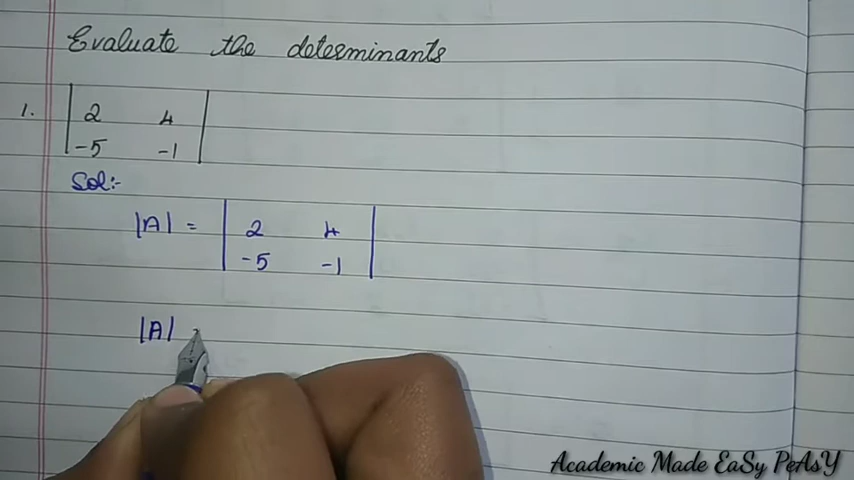 Evaluate the determinants
1. | 2 4 |
| -5 -1 |
Sol:-
|A| = | 2 4 |
| -5 -1 |
|A|
Academic Made EaSy PeAsY